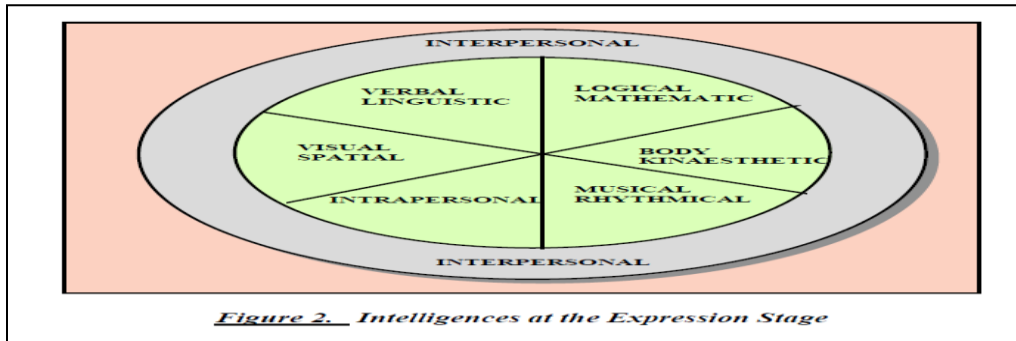 INTERPERSONAL
VERBAL
LINGUISTIC
LOGICAL
MATHEMATIC
VISUAL
SPATIAL
BODY
KINAESTHETIC
INTRAPERSONAL
MUSICAL
RHYTHMICAL
INTERPERSONAL
Figure 2. Intelligences at the Expression Stage